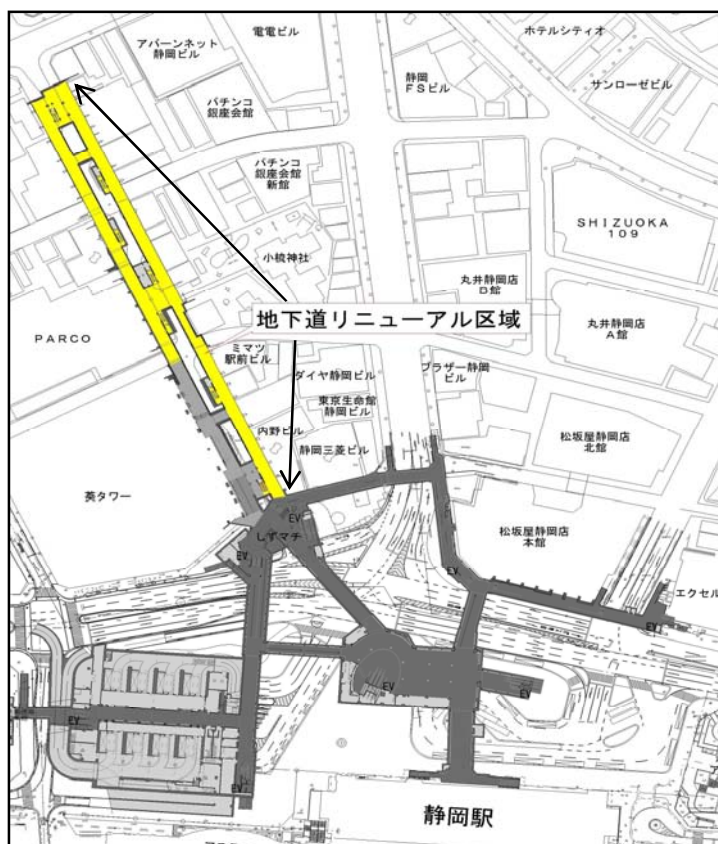 電電ビル
ホテルシティオ
アバーンネット
静岡ビル
静岡
FSビル
サンローゼビル
パチンコ
銀座会館
パチンコ
銀座会館
新館
SHIZUOKA
109
小梳神社
丸井静岡店
B館
地下道リニューアル区域
丸井静岡店
A館
PARCO
ミマツ
駅前ビル
ダイヤ静岡ビル
ブラザー静岡
ビル
東京生命館
静岡ビル
松坂屋静岡店
北館
内野ビル
静岡三菱ビル
葵タワー
EV
しずマチ
EV
松坂屋静岡店
本館
EV
エクセル
EV
EV
EV
EV
EV
静岡駅